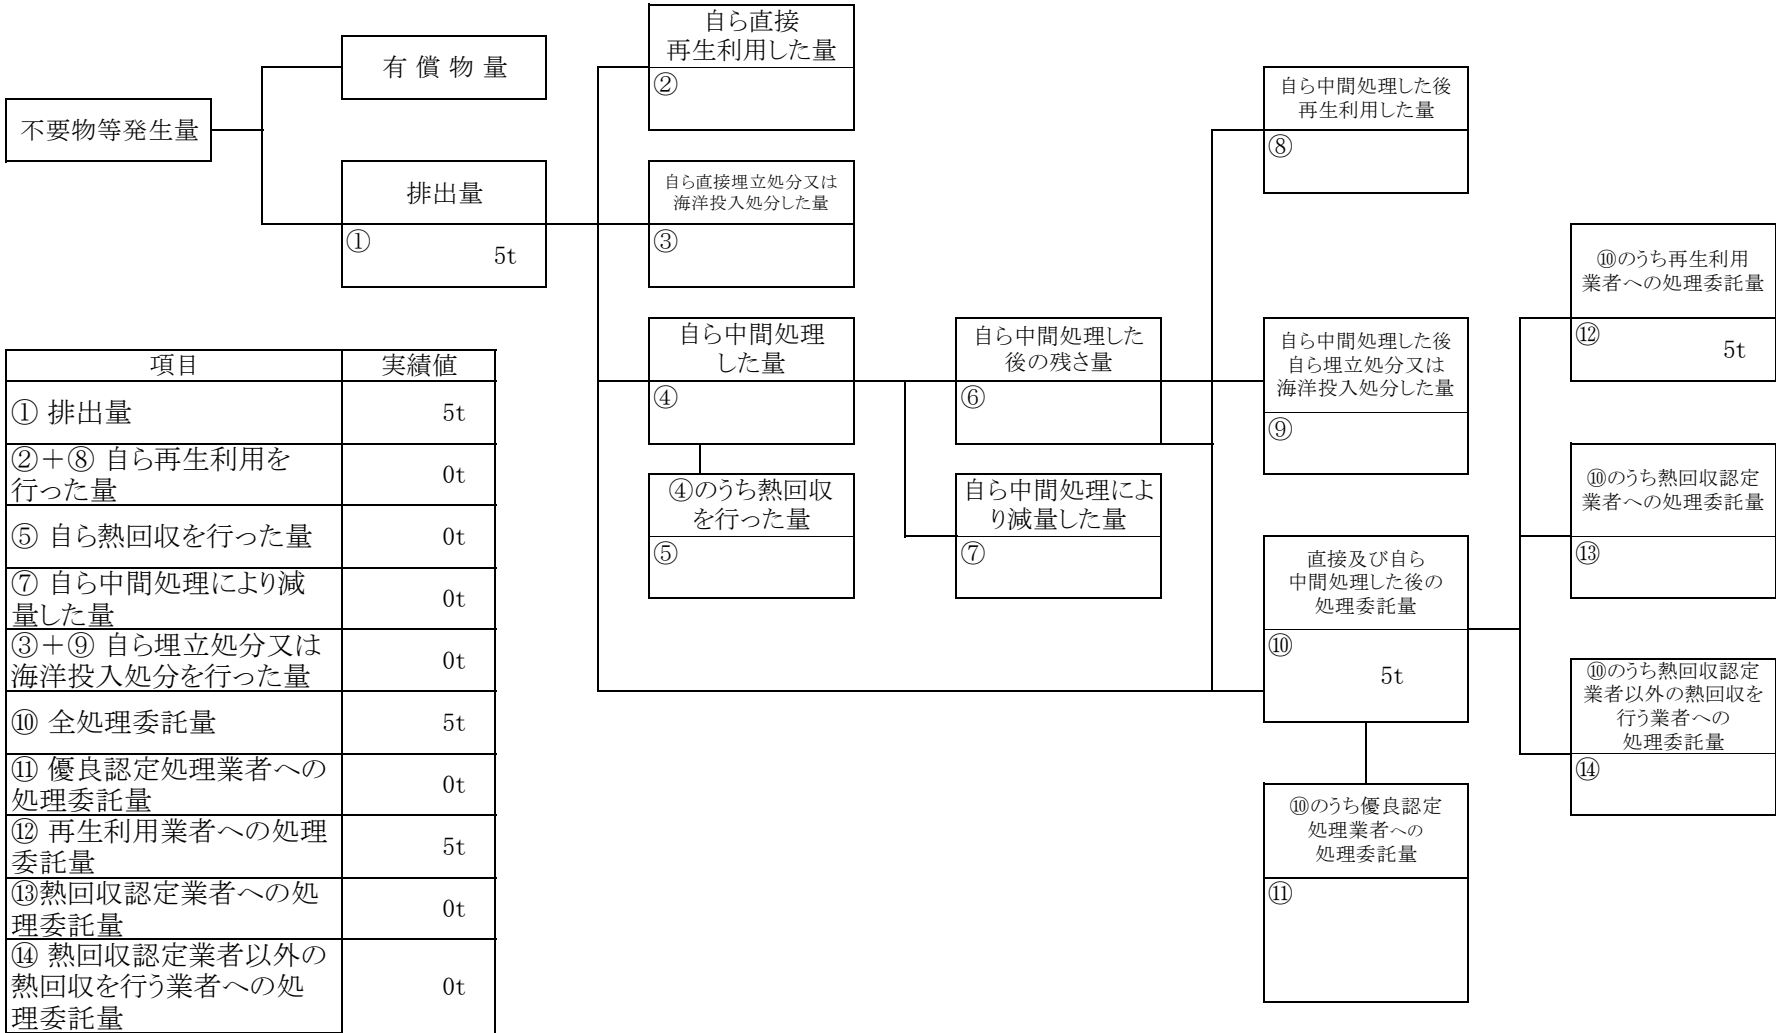 不要物等発生量
有 償 物 量
排出量
①
5t
自ら直接
再生利用した量
②
自ら直接埋立処分又は
海洋投入処分した量
③
自ら中間処理
した量
④
④のうち熱回収
を行った量
⑤
自ら中間処理した
後の残さ量
⑥
自ら中間処理によ
り減量した量
⑦
自ら中間処理した後
再生利用した量
⑧
自ら中間処理した後
自ら埋立処分又は
海洋投入処分した量
⑨
直接及び自ら
中間処理した後の
処理委託量
⑩
5t
⑩のうち優良認定
処理業者への
処理委託量
⑪
⑩のうち再生利用
業者への処理委託量
⑫
5t
⑩のうち熱回収認定
業者への処理委託量
⑬
⑩のうち熱回収認定
業者以外の熱回収を
行う業者への
処理委託量
⑭
項目 実績値
① 排出量 5t
②＋⑧ 自ら再生利用を
行った量 0t
⑤ 自ら熱回収を行った量 0t
⑦ 自ら中間処理により減
量した量 0t
③＋⑨ 自ら埋立処分又は
海洋投入処分を行った量 0t
⑩ 全処理委託量 5t
⑪ 優良認定処理業者への
処理委託量 0t
⑫ 再生利用業者への処理
委託量 5t
⑬熱回収認定業者への処
理委託量 0t
⑭ 熱回収認定業者以外の
熱回収を行う業者への処 0t
理委託量